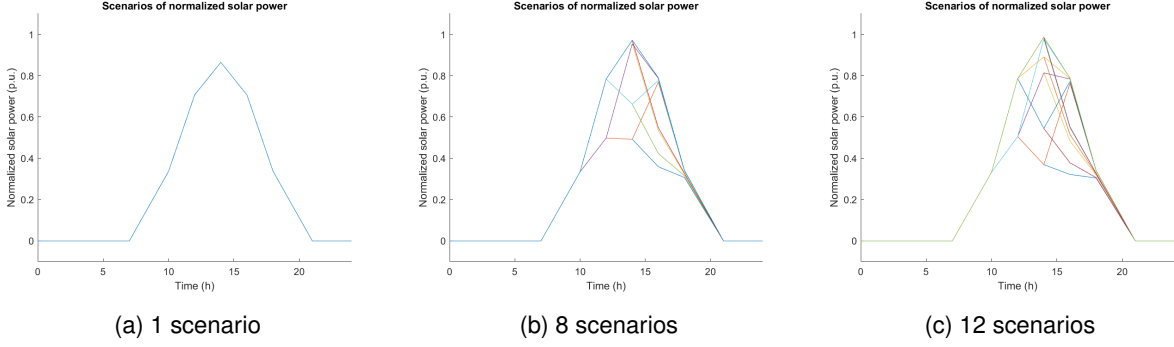 Scenarios of normalized solar power
Normalized solar power (p.u.)
1
0.8
0.6
0.4
0.2
0
0 5 10 15 20
Time (h)
(a) 1 scenario
Scenarios of normalized solar power
Normalized solar power (p.u.)
1
0.8
0.6
0.4
0.2
0
0 5 10 15 20
Time (h)
(b) 8 scenarios
Scenarios of normalized solar power
Normalized solar power (p.u.)
1
0.8
0.6
0.4
0.2
0
0 5 10 15 20
Time (h)
(c) 12 scenarios